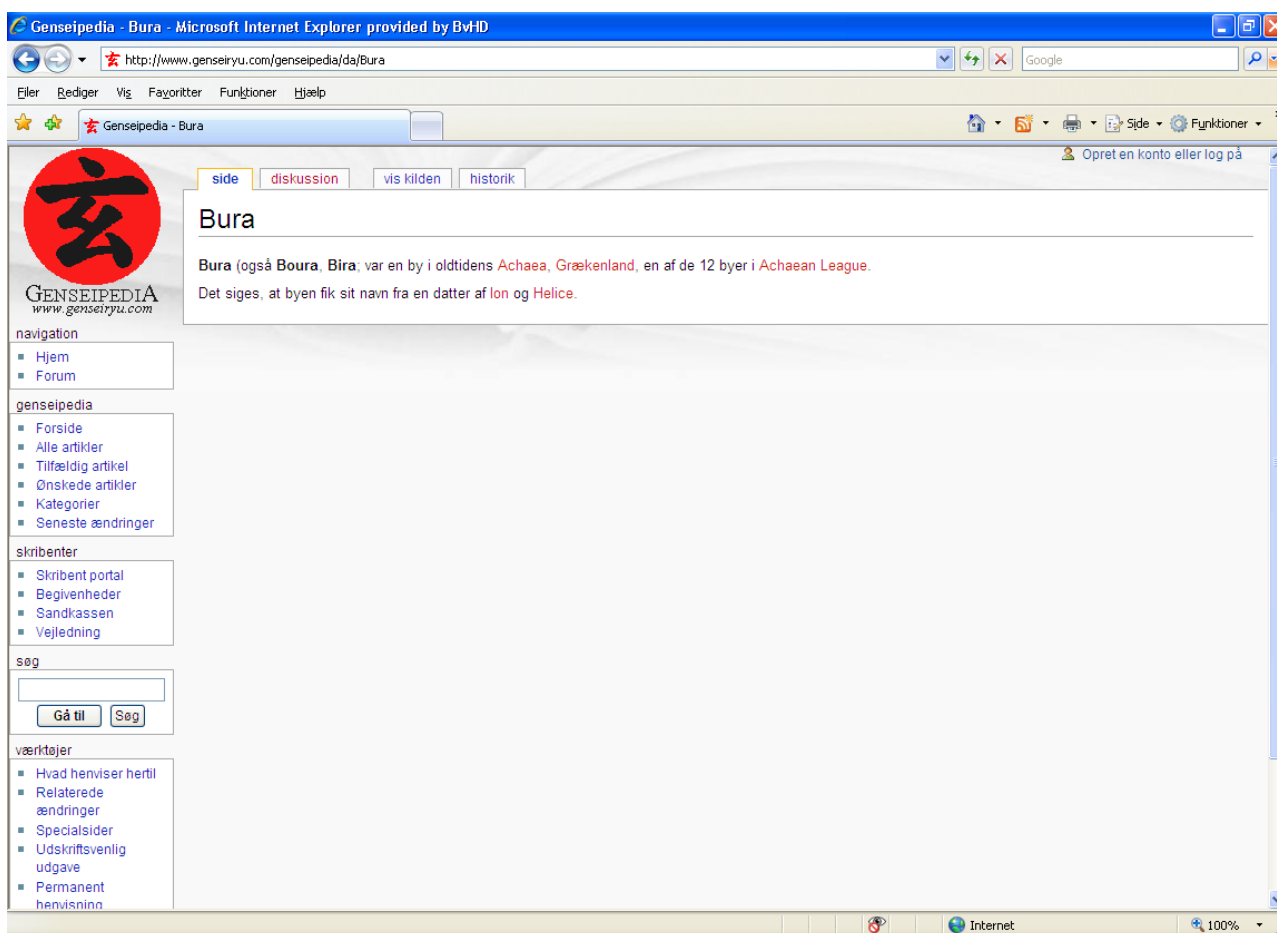 Genseipedia - Bura - Microsoft Internet Explorer provided by BvHD
http://www.genseiryu.com/genseipedia/da/Bura
Google
Filer Rediger Vis Favoritter Funktioner Hjælp
Genseipedia - Bura
Side Funktioner
玄
GENSEIPEDIA
www.genseiryu.com
Opret en konto eller log på
side diskussion vis kilden historik
Bura
Bura (også Boura, Bira; var en by i oldtidens Achaea, Grækenland, en af de 12 byer i Achaean League.
Det siges, at byen fik sit navn fra en datter af Ion og Helice.
navigation
Hjem
Forum
genseipedia
Forside
Alle artikler
Tilfældig artikel
Ønskede artikler
Kategorier
Seneste ændringer
skribenter
Skribent portal
Begivenheder
Sandkassen
Vejledning
søg
Gå til Søg
værktøjer
Hvad henviser hertil
Relaterede
ændringer
Specialsider
Udskriftsvenlig
udgave
Permanent
henvisning
Internet
100%